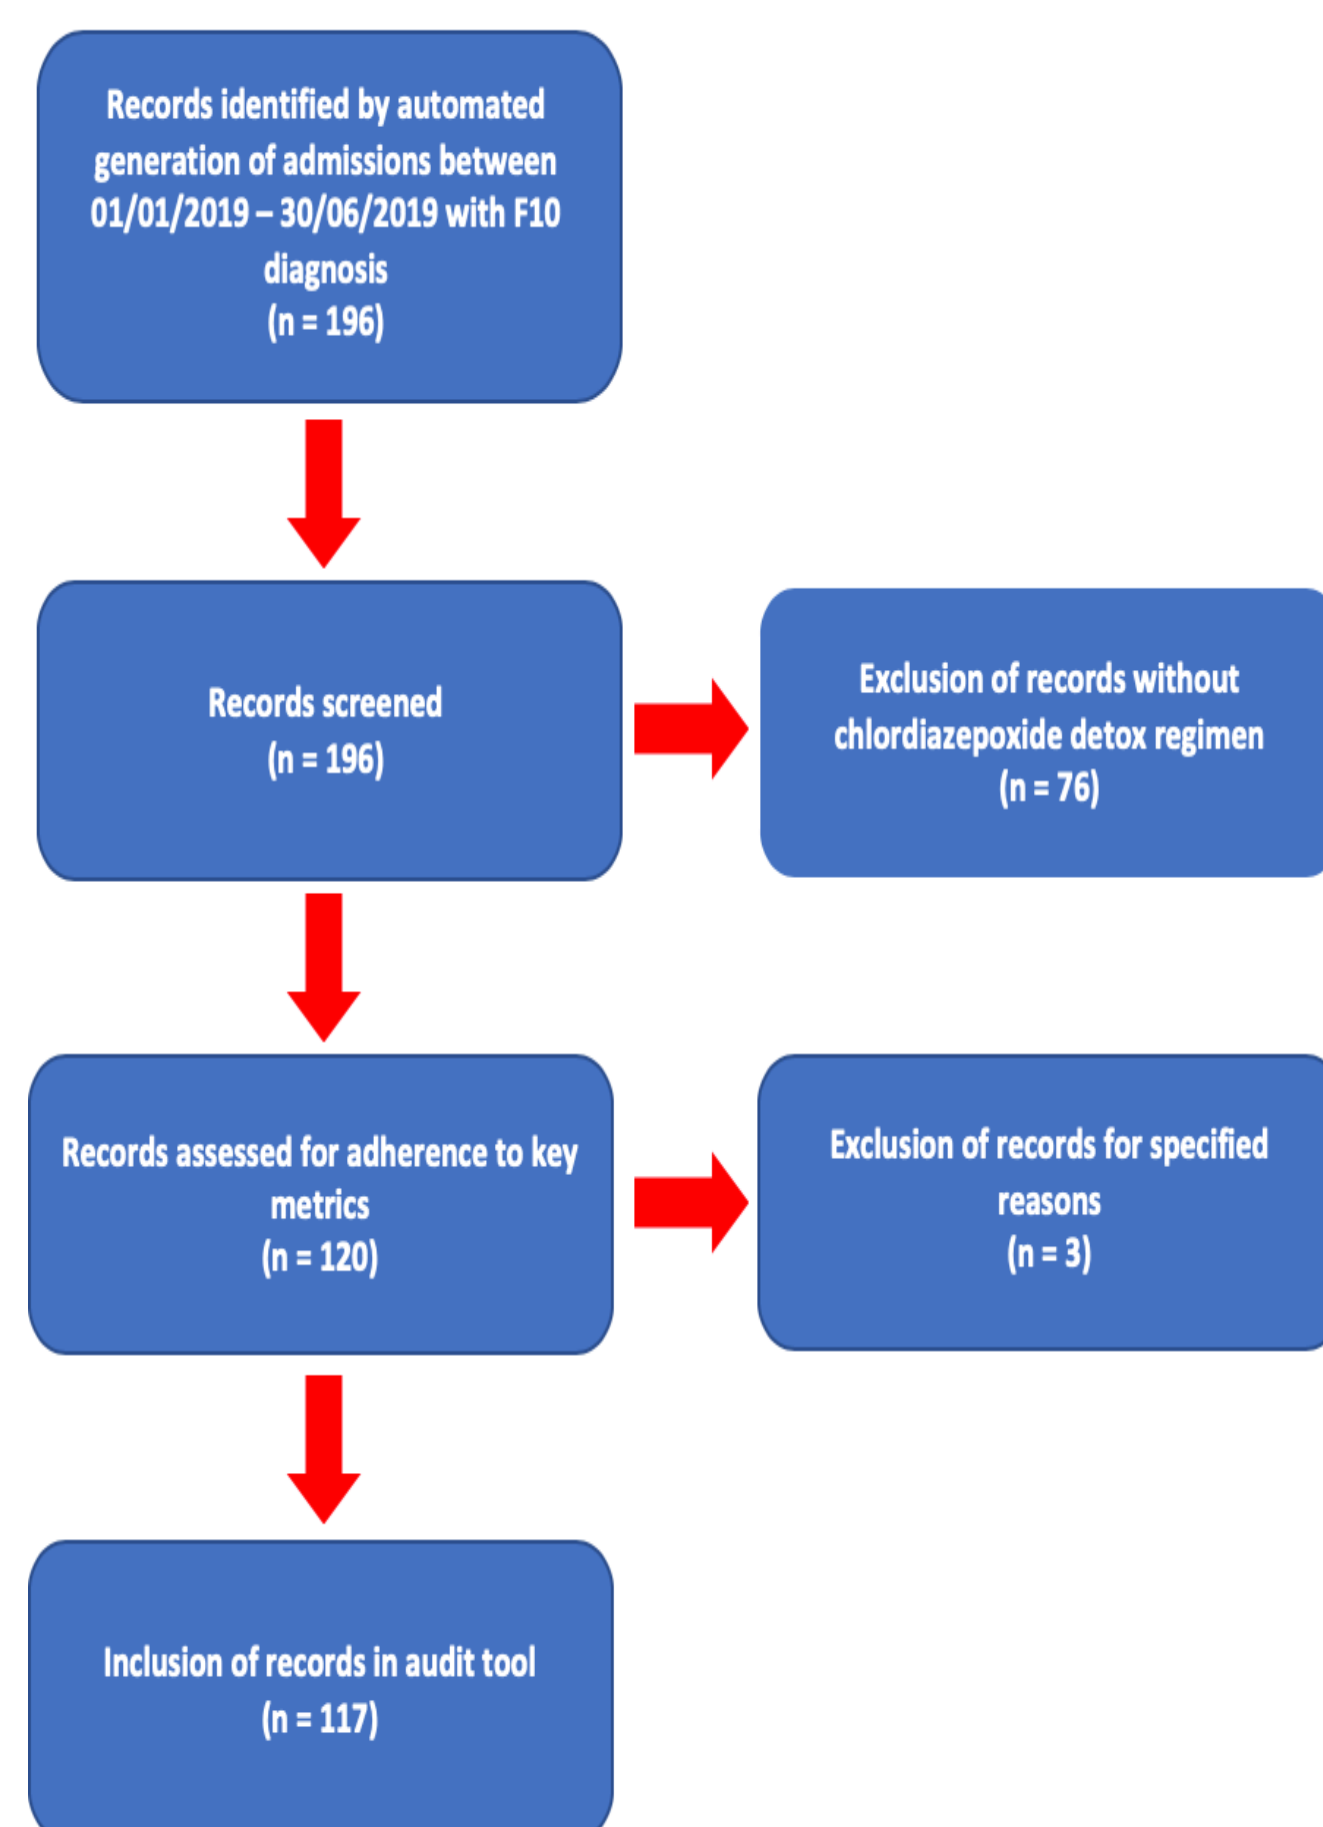 Records identified by automated
generation of admissions between
01/01/2019 – 30/06/2019 with F10
diagnosis
(n = 196)
Records screened
(n = 196)
Exclusion of records without
chlordiazepoxide detox regimen
(n = 76)
Records assessed for adherence to key
metrics
(n = 120)
Exclusion of records for specified
reasons
(n = 3)
Inclusion of records in audit tool
(n = 117)